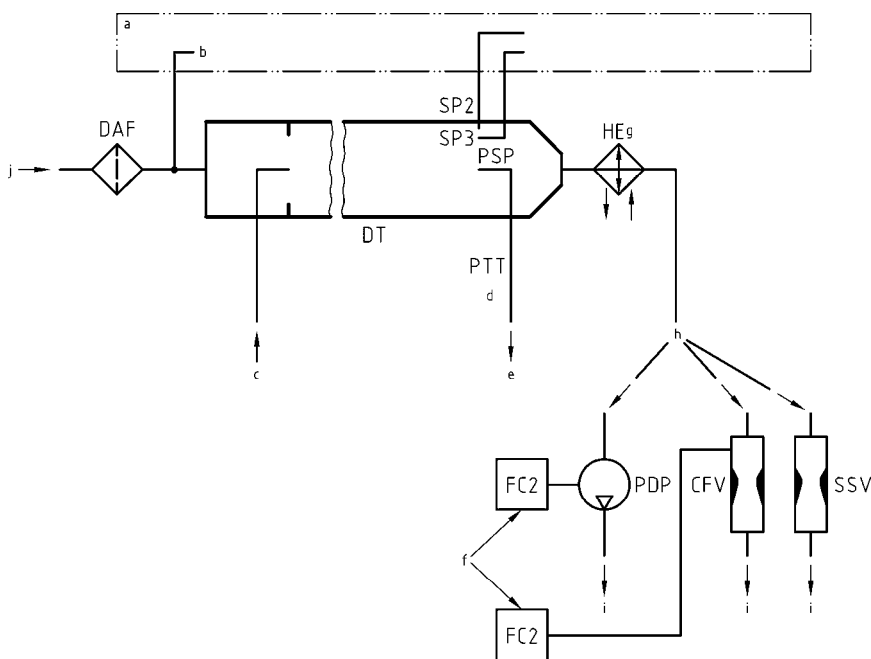 a
b
SP2
DAF
SP3
HE g
PSP
j
DT
PTT
d
h
c
e
FC2
PDP
CFV
SSV
f
i
i
i
FC2